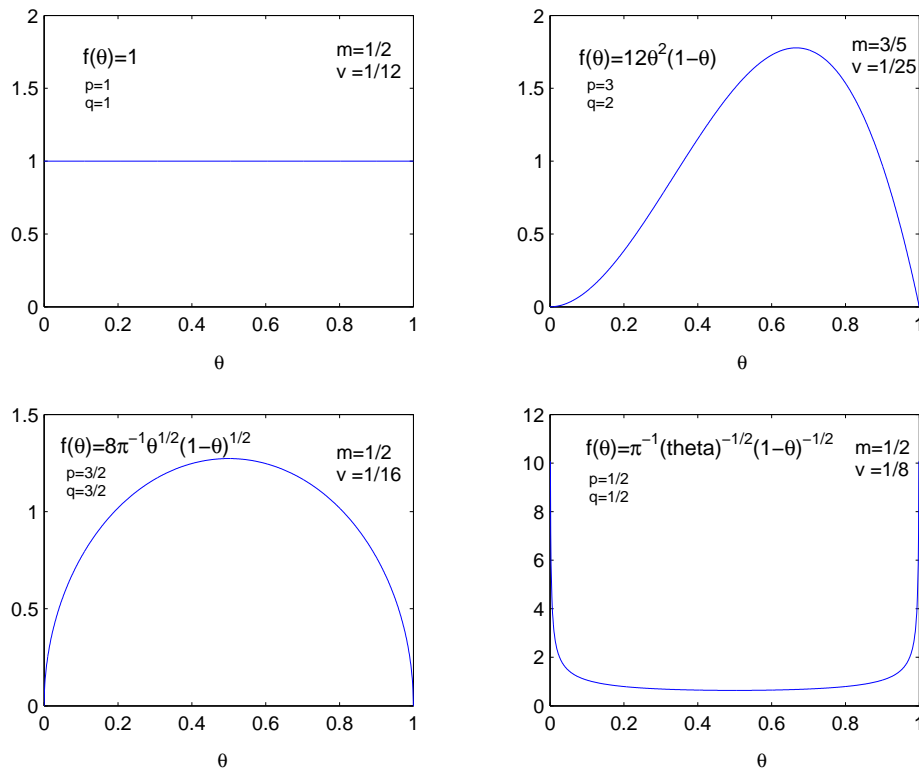 2
f(θ)=1
m=1/2
v =1/12
p=1
q=1
1.5
1
0.5
0
0 0.2 0.4 0.6 0.8 1
θ
2
f(θ)=12θ²(1−θ)
m=3/5
v =1/25
p=3
q=2
1.5
1
0.5
0
0 0.2 0.4 0.6 0.8 1
θ
1.5
f(θ)=8π⁻¹θ^{1/2}(1−θ)^{1/2}
m=1/2
v =1/16
p=3/2
q=3/2
1
0.5
0
0 0.2 0.4 0.6 0.8 1
θ
12
f(θ)=π⁻¹(theta)^{−1/2}(1−θ)^{−1/2}
m=1/2
v =1/8
p=1/2
q=1/2
10
8
6
4
2
0
0 0.2 0.4 0.6 0.8 1
θ